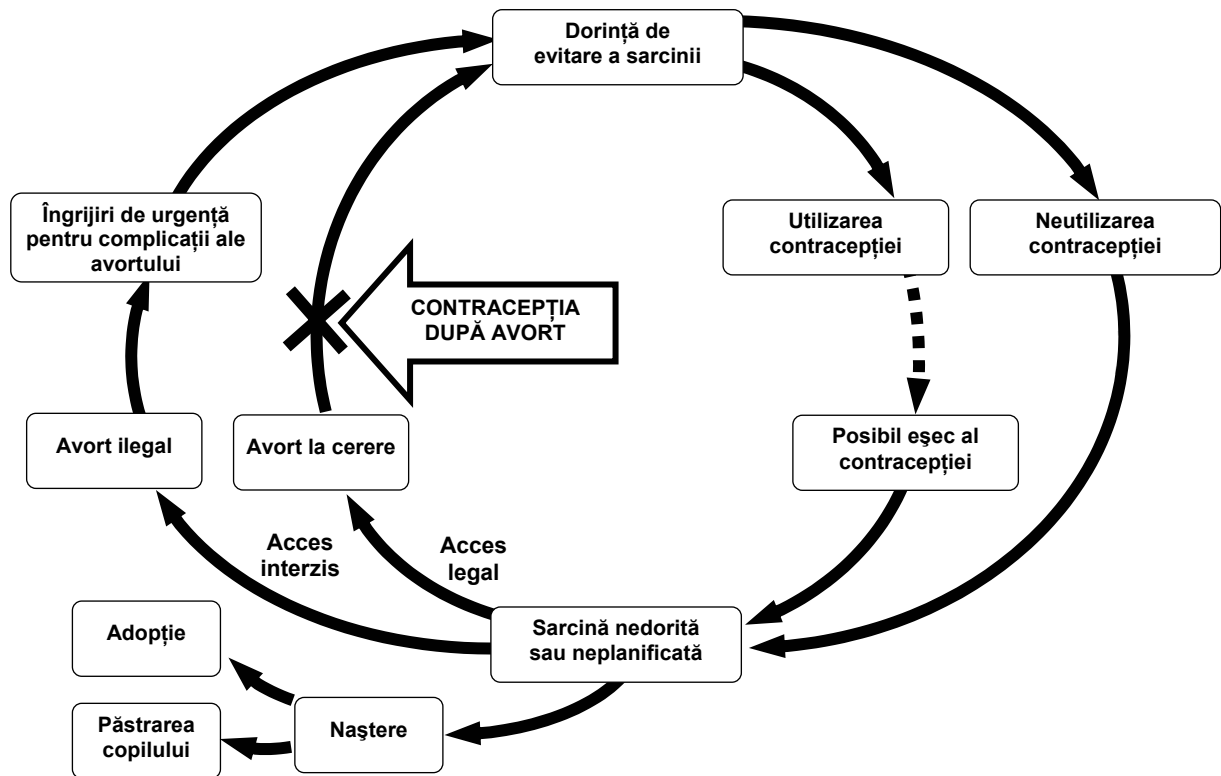 Dorință de
evitare a sarcinii
Îngrijiri de urgență
pentru complicații ale
avortului
Utilizarea
contracepției
Neutilizarea
contracepției
CONTRACEPȚIA
DUPĂ AVORT
Avort ilegal
Avort la cerere
Posibil eşec al
contracepției
Acces
interzis
Acces
legal
Sarcină nedorită
sau neplanificată
Adopție
Păstrarea
copilului
Naştere